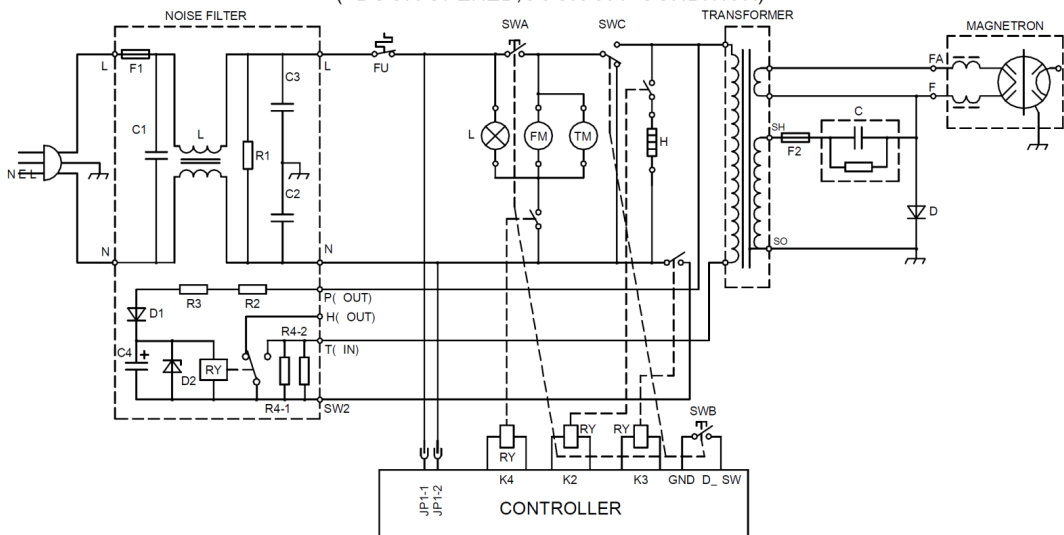 NOISE FILTER
SWA
SWC
TRANSFORMER
MAGNETRON
L
F1
L
FU
FA
F
C3
C1
L
R1
C2
L
FM
TM
H
SH
F2
C
D
SO
N E L
N
N
P( OUT)
R3
R2
D1
H( OUT)
R4-2
T( IN)
C4
+
D2
RY
R4-1
SW2
SWB
RY
RY
RY
JP1-1
JP1-2
K4
K2
K3
GND
D_ SW
CONTROLLER